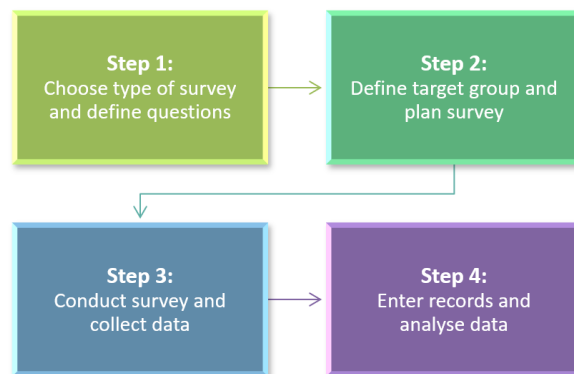 Step 1:
Choose type of survey
and define questions
Step 2:
Define target group and
plan survey
Step 3:
Conduct survey and
collect data
Step 4:
Enter records and
analyse data